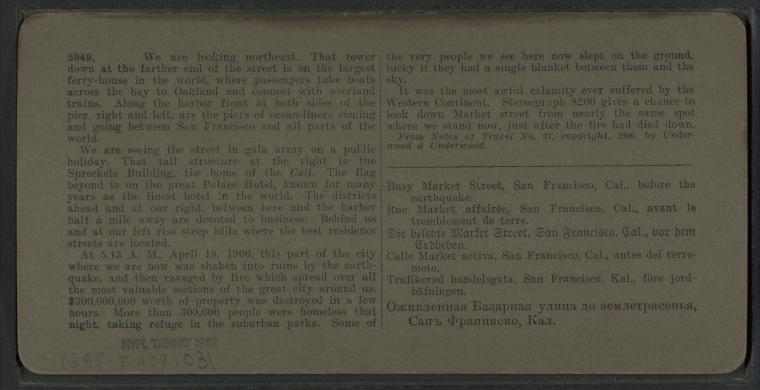 5949. We are looking northeast. That tower
down at the farther end of the street is on the largest
ferry-house in the world, where passengers take boats
across the bay to Oakland and connect with overland
trains. Along the harbor front at both sides of the
pier, right and left, are the piers of ocean-liners coming
and going between San Francisco and all parts of the
world.
We are seeing the street in gala array on a public
holiday. That tall structure at the right is the
Spreckels Building, the home of the Call. The flag
beyond is on the great Palace Hotel, known for many
years as the finest hotel in the world. The districts
ahead and at our right, between here and the harbor
half a mile away are devoted to business. Behind us
and at our left rise steep hills where the best residence
streets are located.
At 5.13 A. M., April 18, 1906, this part of the city
where we are now was shaken into ruins by the earth-
quake, and then ravaged by fire which spread over all
the most valuable sections of the great city around us.
$300,000,000 worth of property was destroyed in a few
hours. More than 300,000 people were homeless that
night, taking refuge in the suburban parks. Some of
the very people we see here now slept on the ground,
lucky if they had a single blanket between them and the
sky.
It was the most awful calamity ever suffered by the
Western Continent. Stereograph 8200 gives a chance to
look down Market street from nearly the same spot
where we stand now, just after the fire had died down.
From Notes of Travel No. 37, copyright, 1906, by Under-
wood & Underwood.
Busy Market Street, San Francisco, Cal., before the
earthquake.
Rue Market affairée, San Francisco, Cal., avant le
tremblement de terre.
Die belebte Market Street, San Francisco, Cal., vor dem
Erdbeben.
Calle Market activa, San Francisco, Cal., antes del terre-
moto.
Trafikerad handelsgata, San Francisco, Kal., före jord-
bäfningen.
Оживленная Базарная улица до землетрясенья,
Санъ Франциско, Кал.
NYPL 'DENNIS' 1982